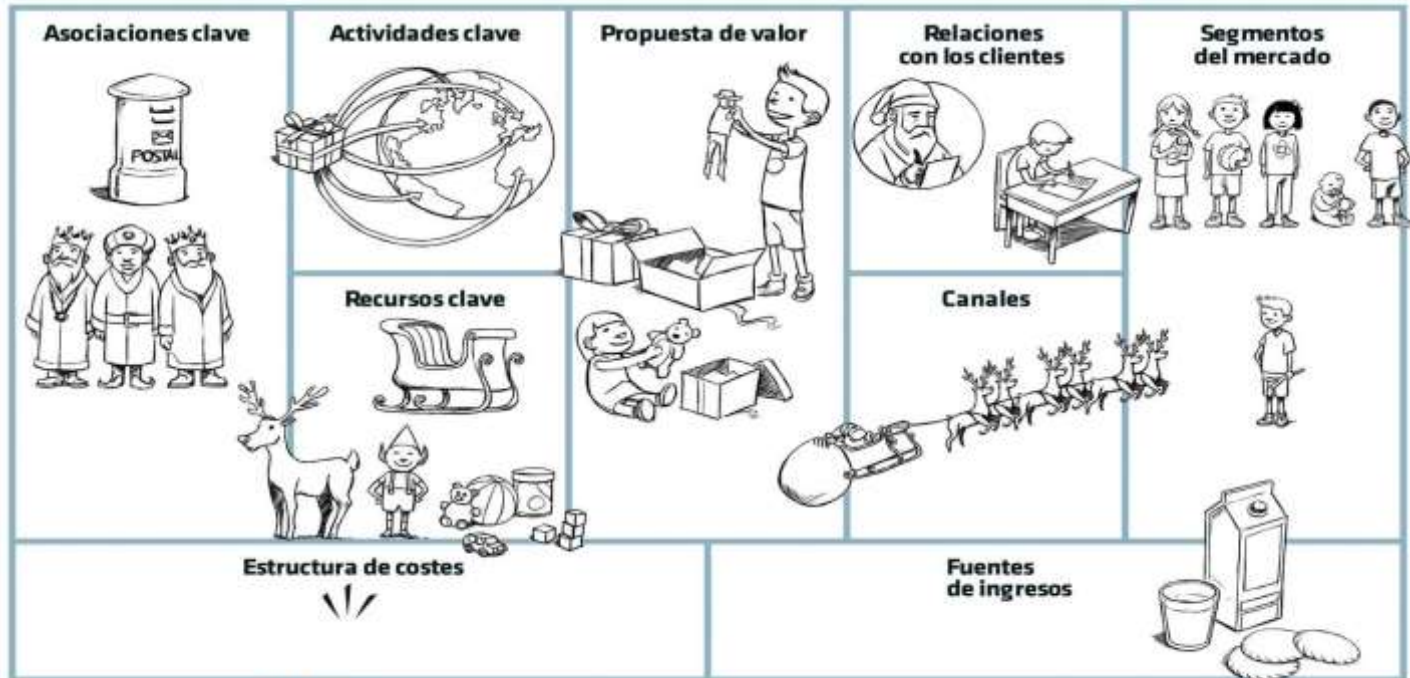 Asociaciones clave
POSTAL
Actividades clave
Recursos clave
Propuesta de valor
Relaciones
con los clientes
Canales
Segmentos
del mercado
Estructura de costes
Fuentes
de ingresos